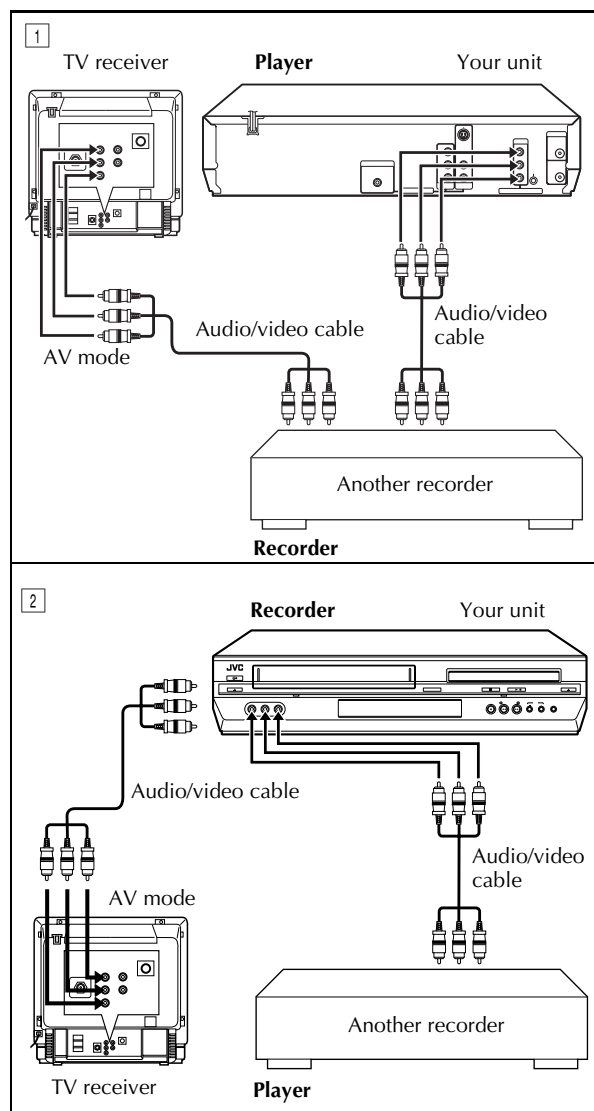 1
TV receiver
Player
Your unit
Audio/video cable
Audio/video
cable
AV mode
Another recorder
Recorder
2
Recorder
Your unit
JVC
Audio/video cable
Audio/video
cable
AV mode
Another recorder
TV receiver
Player